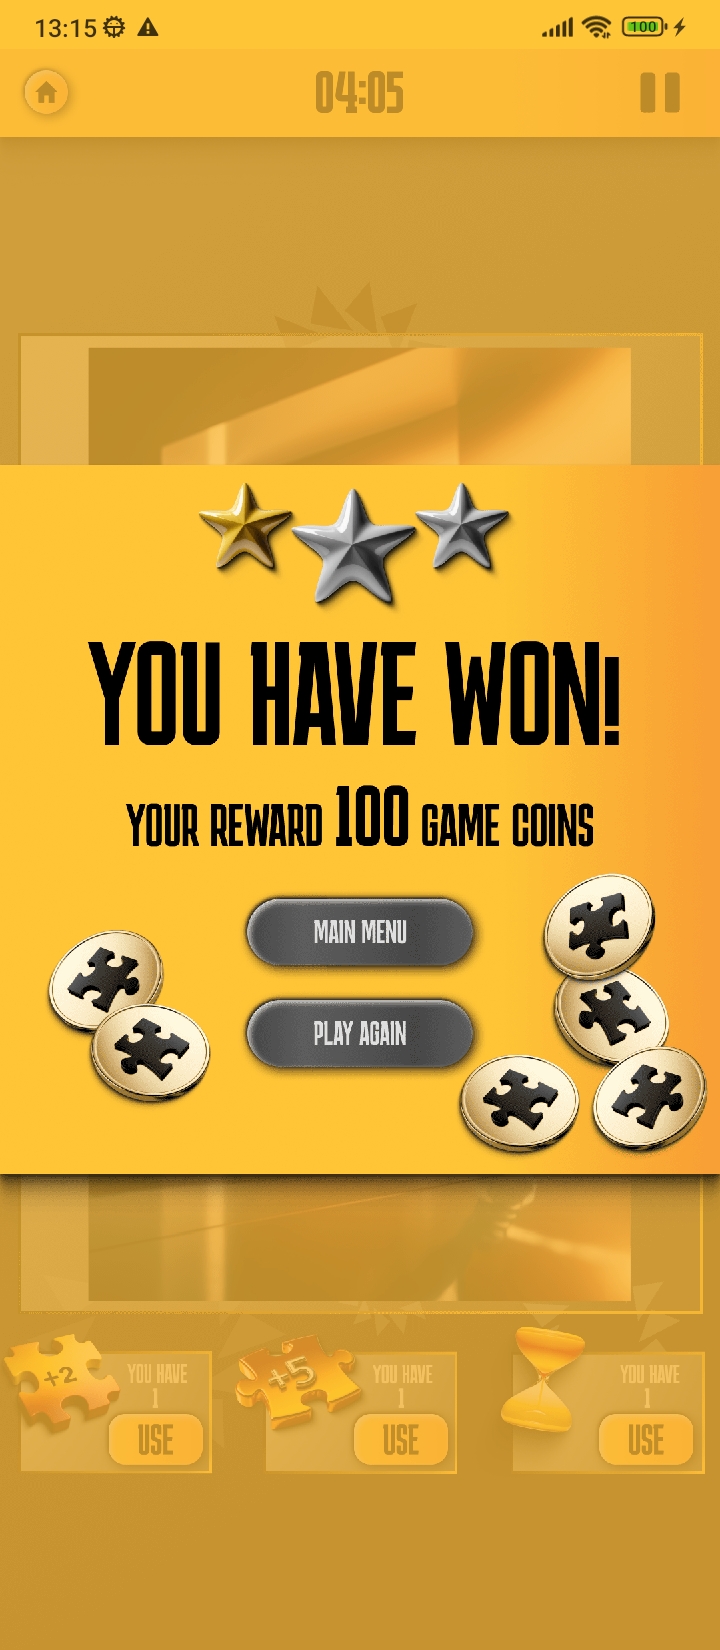 13:15
100
04:05
YOU HAVE WON!
YOUR REWARD 100 GAME COINS
MAIN MENU
PLAY AGAIN
+2
YOU HAVE
1
USE
+5
YOU HAVE
1
USE
YOU HAVE
1
USE